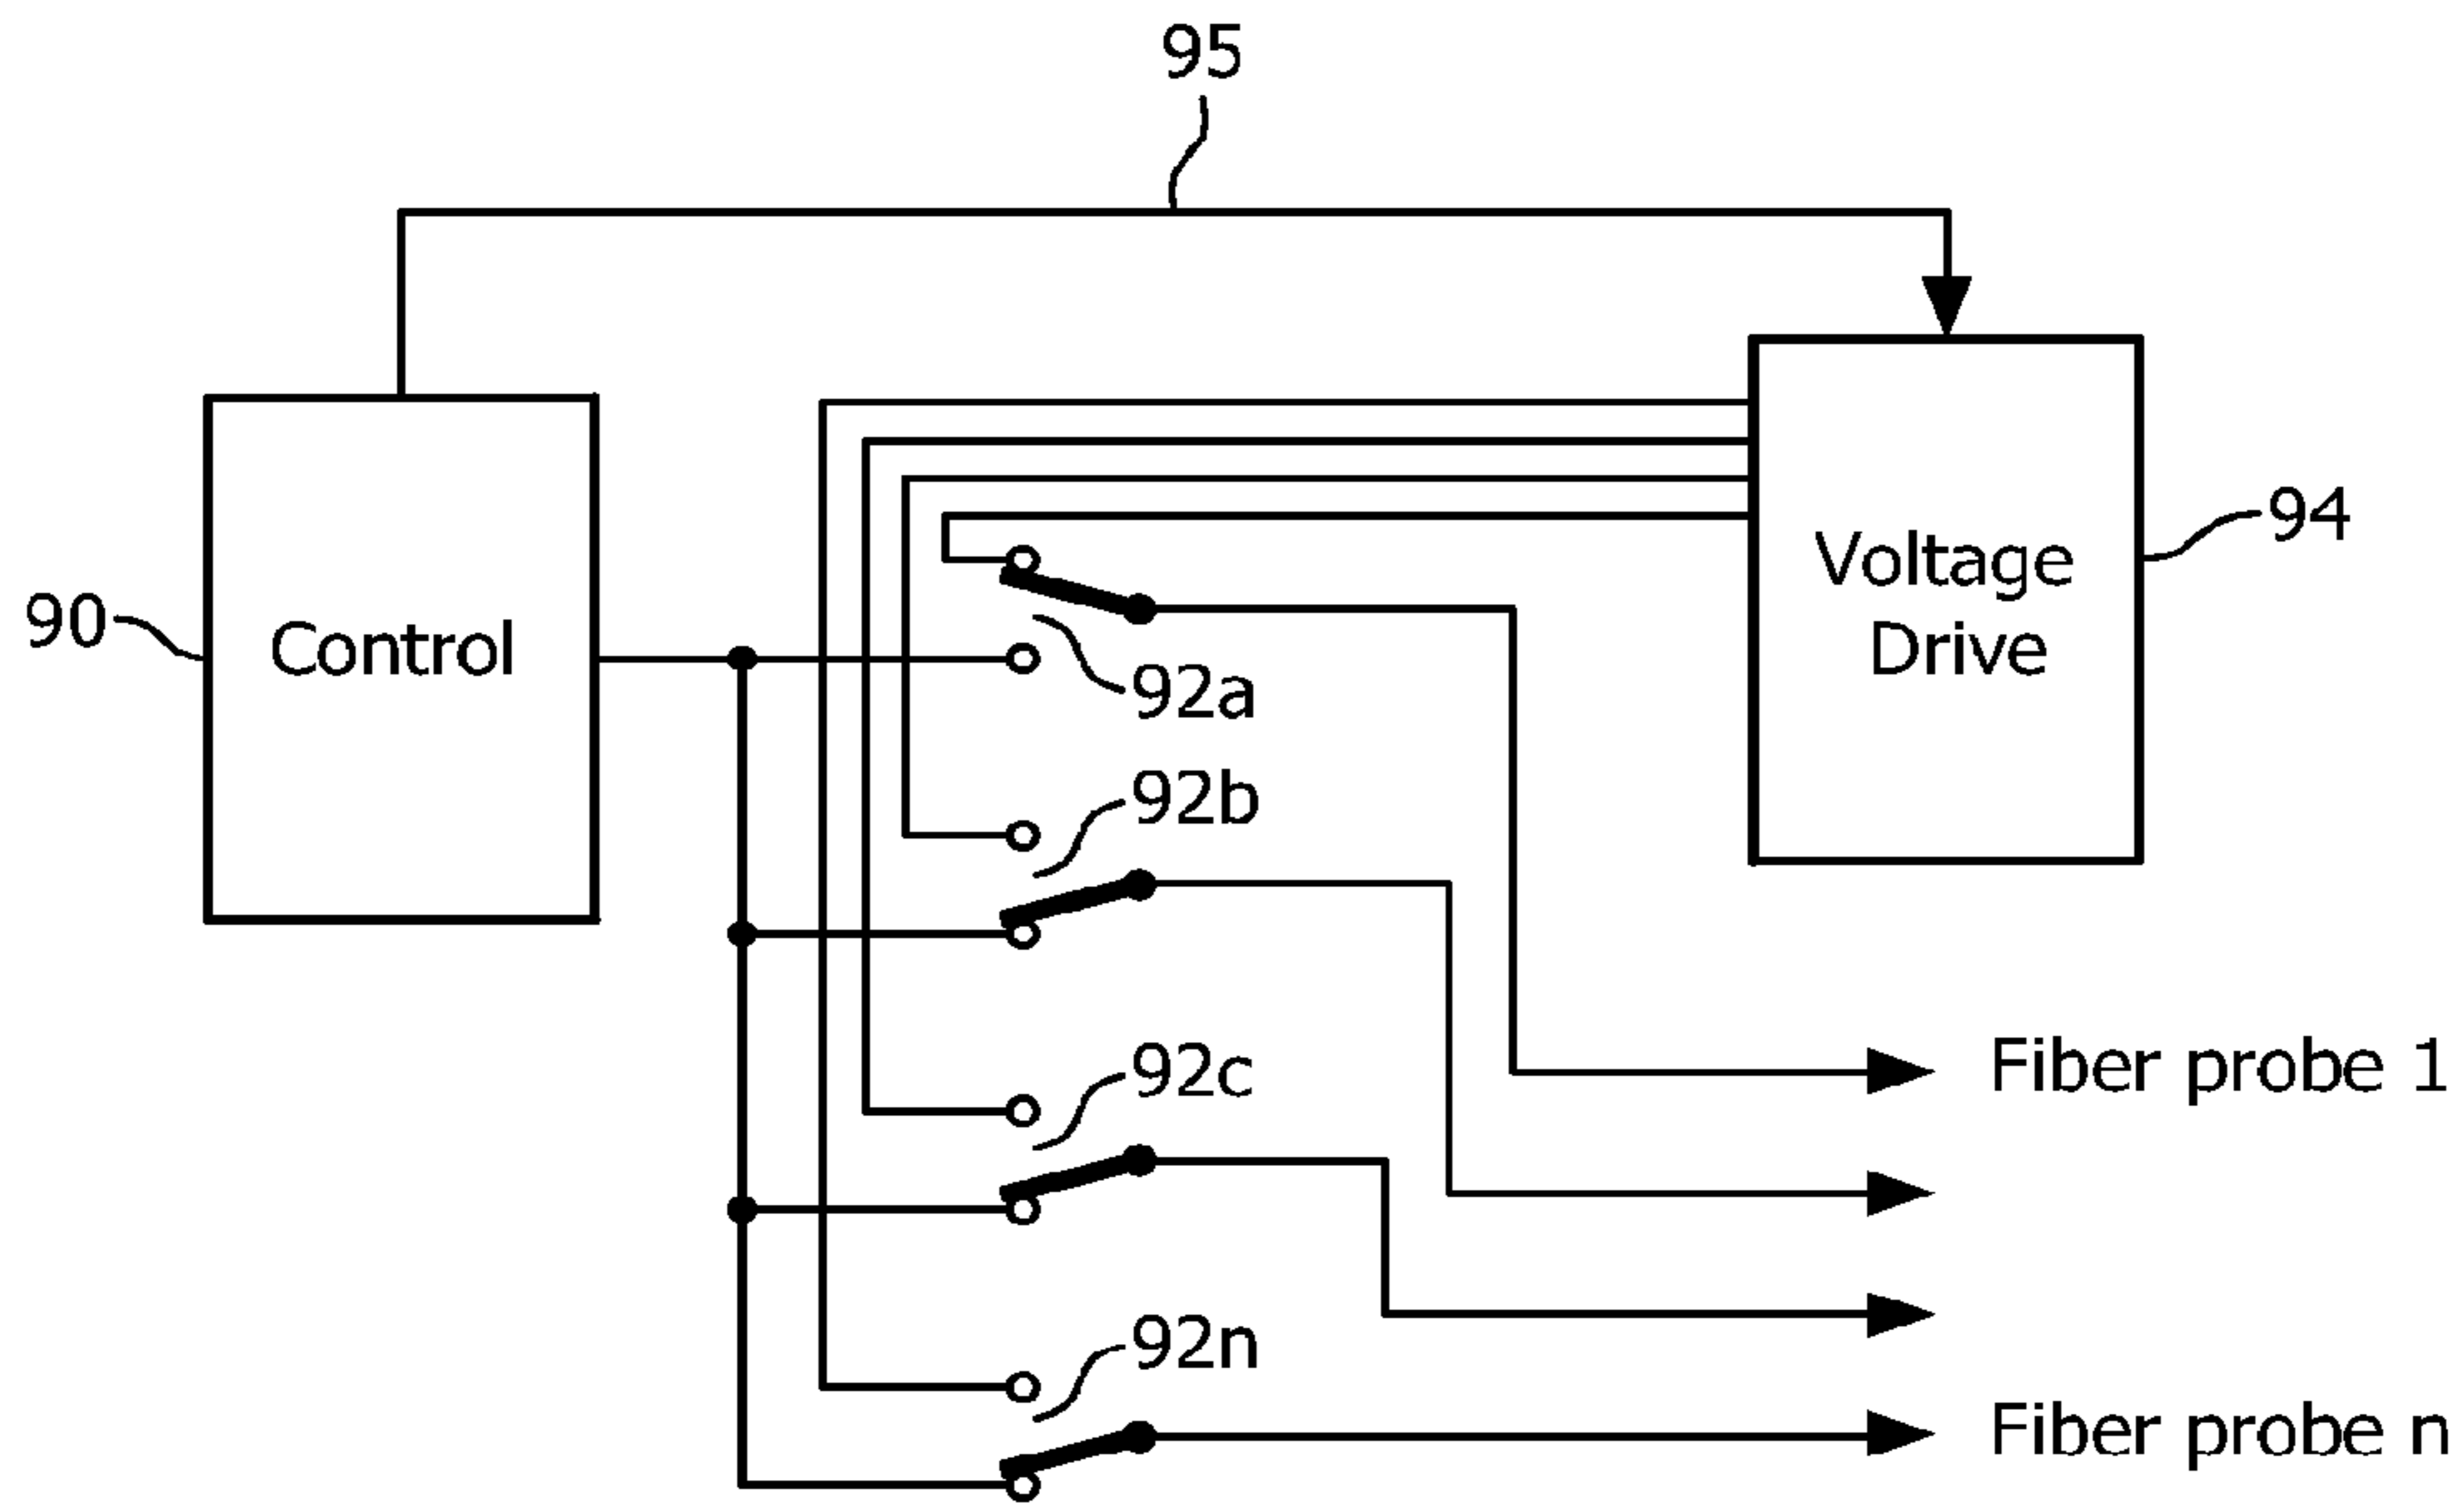 95
Control
90
Voltage
Drive
94
92a
92b
92c
92n
Fiber probe 1
Fiber probe n